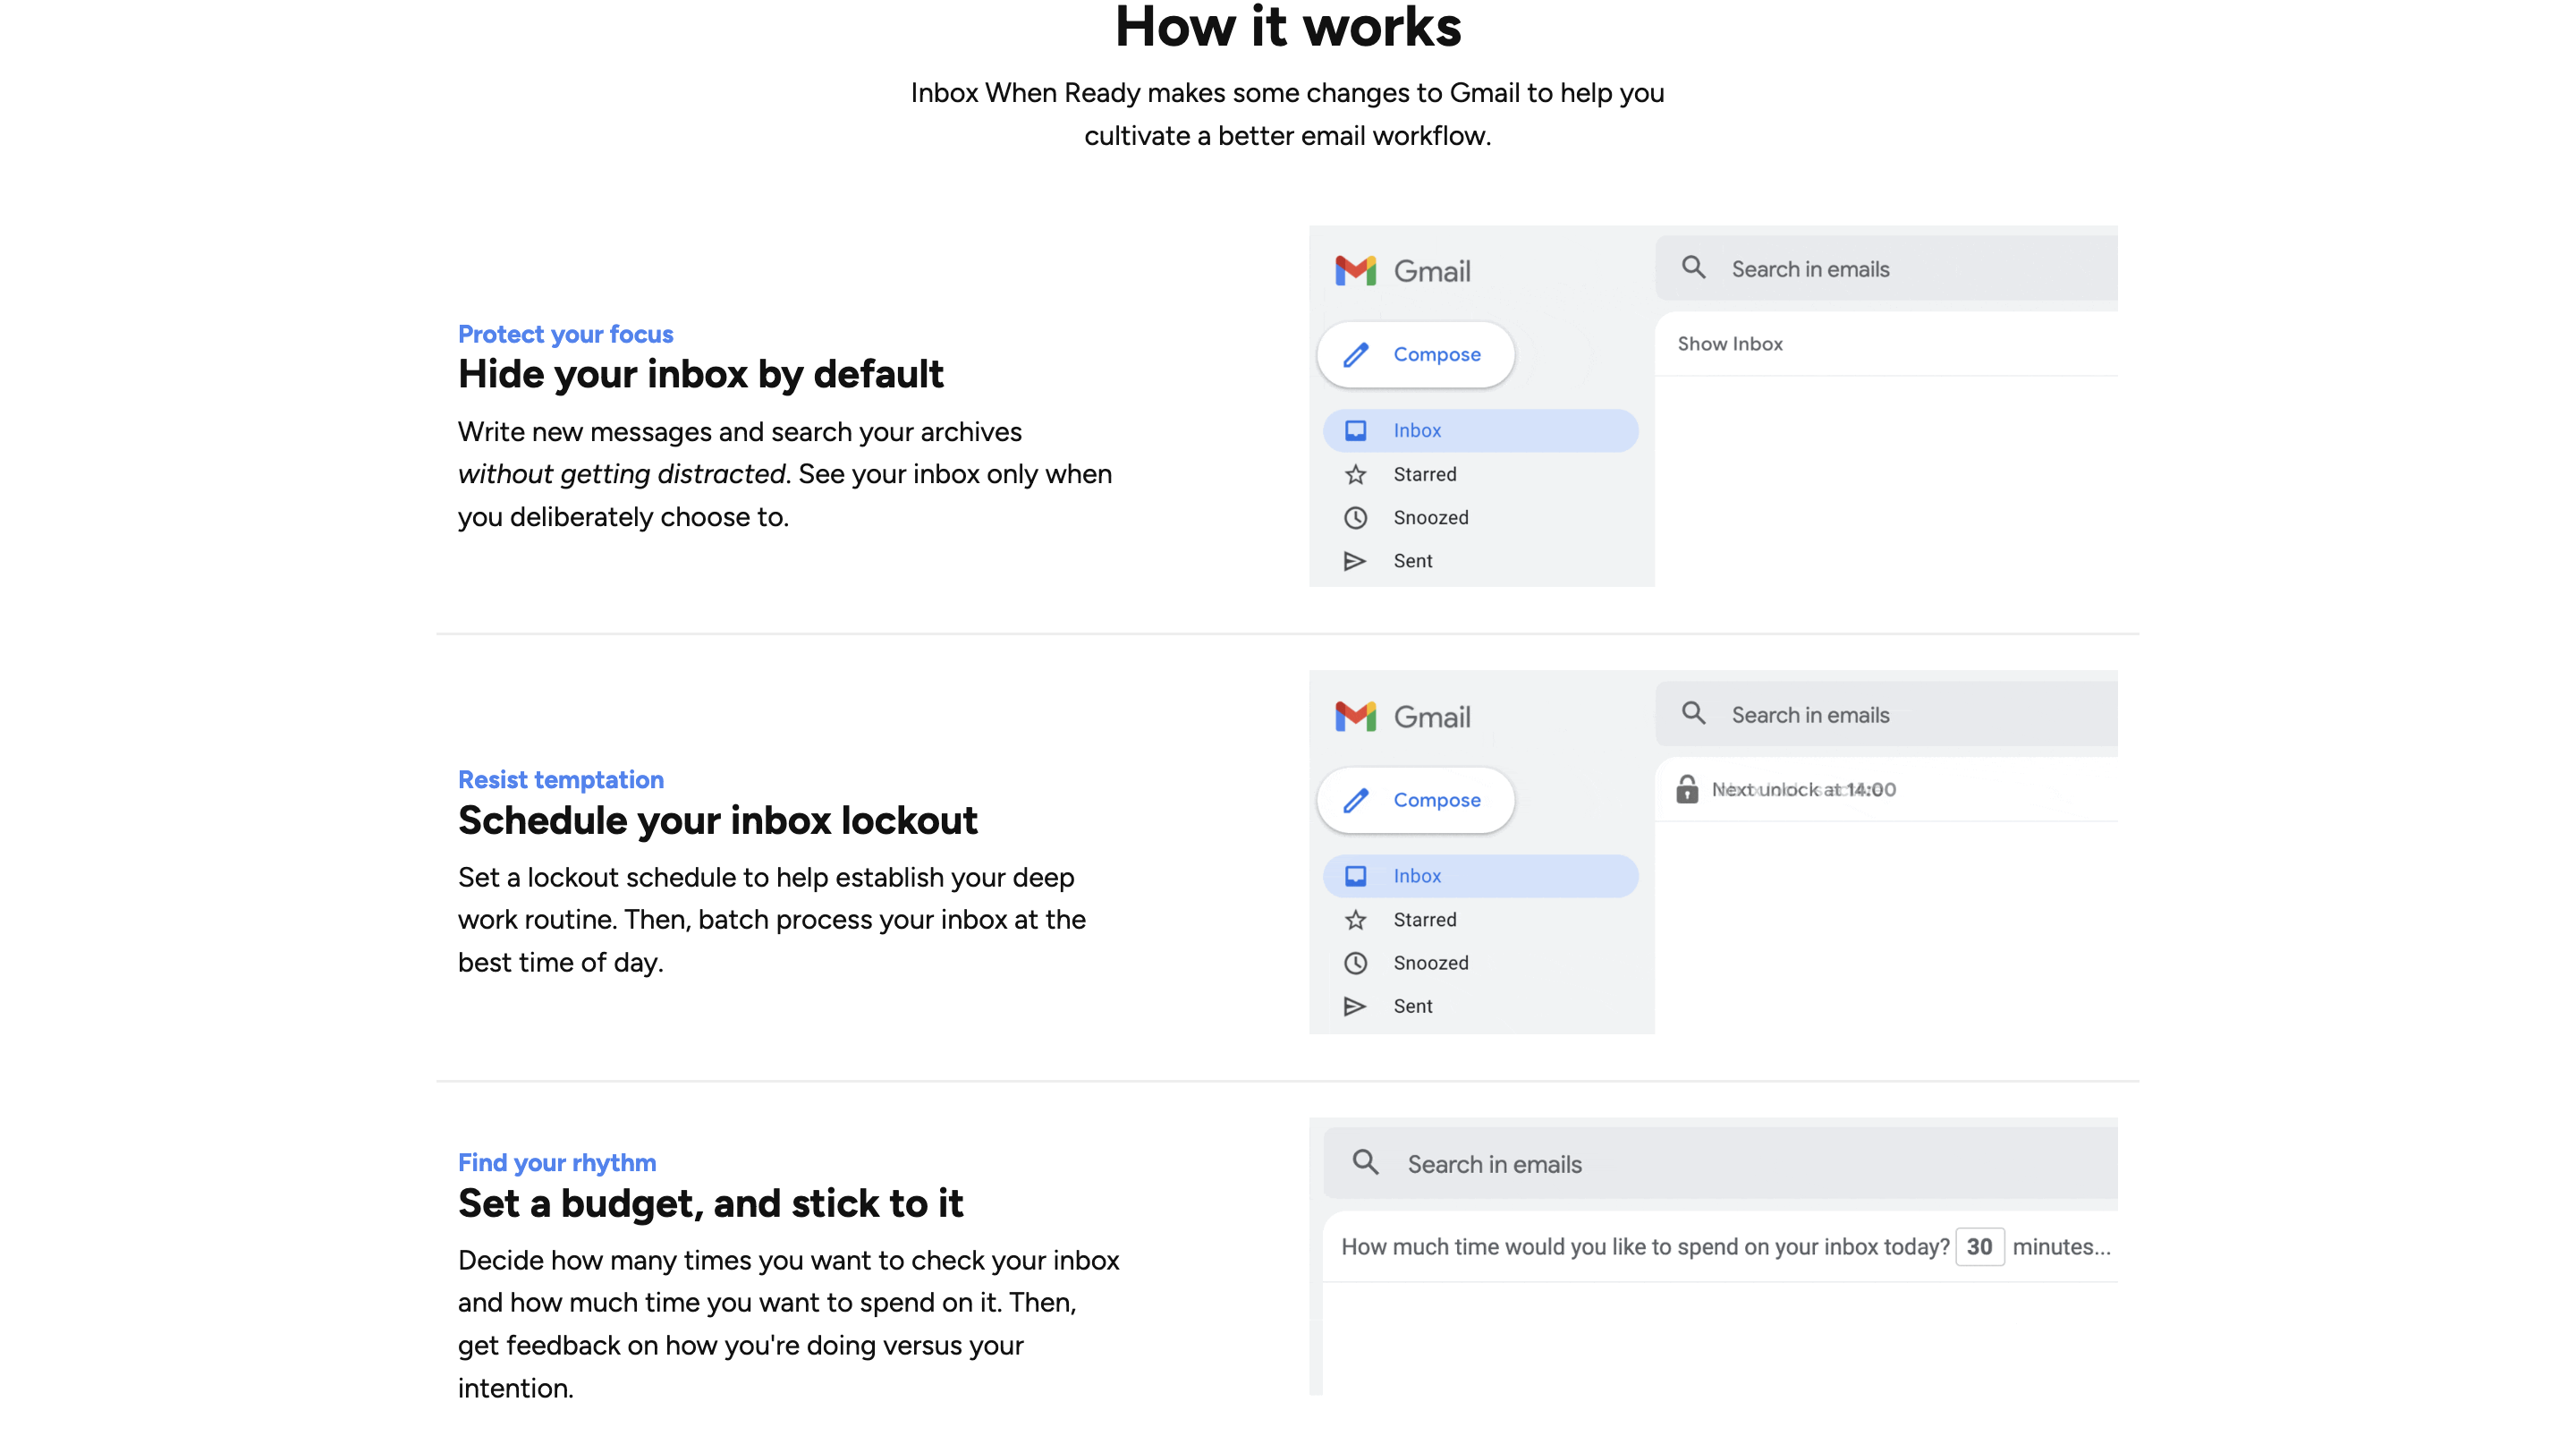 How it works
Inbox When Ready makes some changes to Gmail to help you
cultivate a better email workflow.
Protect your focus
Hide your inbox by default
Write new messages and search your archives
without getting distracted. See your inbox only when
you deliberately choose to.
Gmail
Search in emails
Compose
Show Inbox
Inbox
Starred
Snoozed
Sent
Resist temptation
Schedule your inbox lockout
Set a lockout schedule to help establish your deep
work routine. Then, batch process your inbox at the
best time of day.
Gmail
Search in emails
Compose
Next unlock at 14:00
Inbox
Starred
Snoozed
Sent
Find your rhythm
Set a budget, and stick to it
Decide how many times you want to check your inbox
and how much time you want to spend on it. Then,
get feedback on how you're doing versus your
intention.
Search in emails
How much time would you like to spend on your inbox today? 30 minutes...